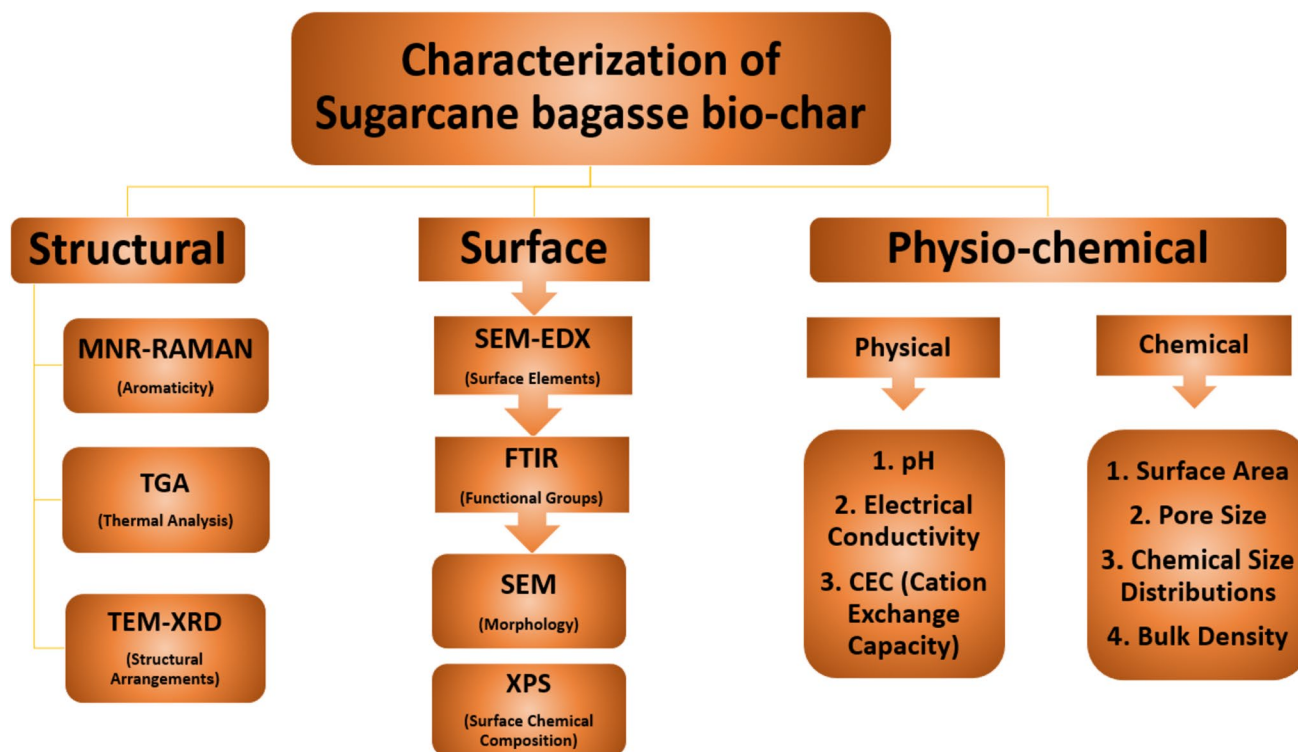 Characterization of
Sugarcane bagasse bio-char
Structural
MNR-RAMAN
(Aromaticity)
TGA
(Thermal Analysis)
TEM-XRD
(Structural
Arrangements)
Surface
SEM-EDX
(Surface Elements)
FTIR
(Functional Groups)
SEM
(Morphology)
XPS
(Surface Chemical
Composition)
Physio-chemical
Physical
1. pH
2. Electrical
Conductivity
3. CEC (Cation
Exchange
Capacity)
Chemical
1. Surface Area
2. Pore Size
3. Chemical Size
Distributions
4. Bulk Density